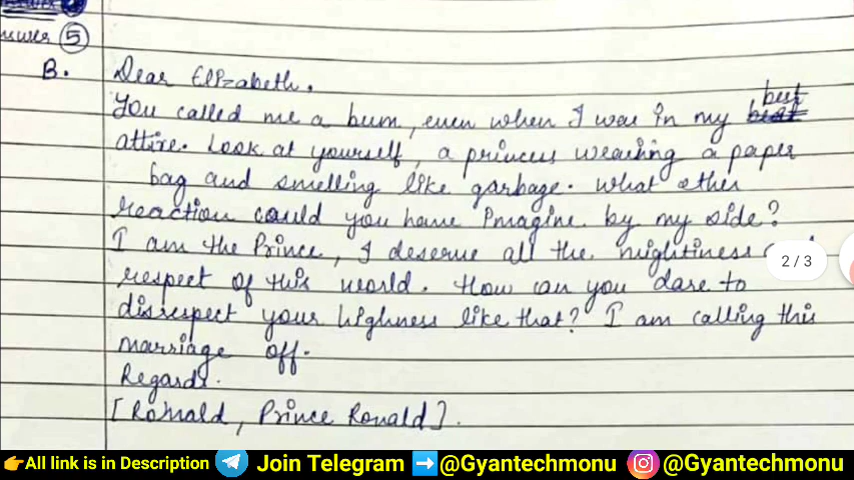 Answer 5
B. Dear Elizabeth.
best
You called me a bum, even when I was in my
attire. Look at yourself, a princess wearing a paper
bag and smelling like garbage. What other
reaction could you have imagine by my side?
I am the Prince, I deserve all the mightiness
2/3
respect of this world. How can you dare to
disrespect your highness like that? I am calling this
marriage off.
Regards.
[Ronald, Prince Ronald].
👉All link is in Description Join Telegram ➡@Gyantechmonu @Gyantechmonu